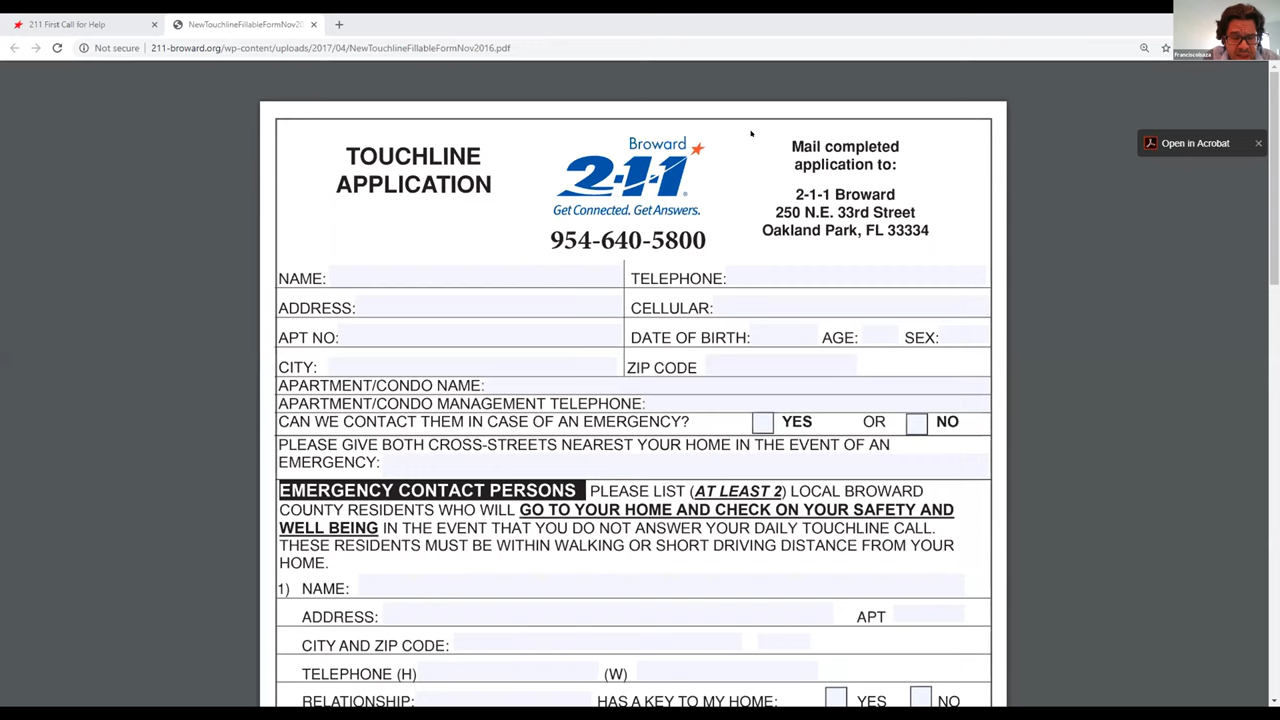 211 First Call for Help
NewTouchlineFillableFormNov20
Not secure
211-broward.org/wp-content/uploads/2017/04/NewTouchlineFillableFormNov2016.pdf
Open in Acrobat
TOUCHLINE
APPLICATION
Broward
2-1-1
Get Connected. Get Answers.
954-640-5800
Mail completed
application to:
2-1-1 Broward
250 N.E. 33rd Street
Oakland Park, FL 33334
NAME: TELEPHONE:
ADDRESS: CELLULAR:
APT NO: DATE OF BIRTH: AGE: SEX:
CITY: ZIP CODE
APARTMENT/CONDO NAME:
APARTMENT/CONDO MANAGEMENT TELEPHONE:
CAN WE CONTACT THEM IN CASE OF AN EMERGENCY? YES OR NO
PLEASE GIVE BOTH CROSS-STREETS NEAREST YOUR HOME IN THE EVENT OF AN
EMERGENCY:
EMERGENCY CONTACT PERSONS PLEASE LIST (AT LEAST 2) LOCAL BROWARD
COUNTY RESIDENTS WHO WILL GO TO YOUR HOME AND CHECK ON YOUR SAFETY AND
WELL BEING IN THE EVENT THAT YOU DO NOT ANSWER YOUR DAILY TOUCHLINE CALL.
THESE RESIDENTS MUST BE WITHIN WALKING OR SHORT DRIVING DISTANCE FROM YOUR
HOME.
1) NAME:
ADDRESS: APT
CITY AND ZIP CODE:
TELEPHONE (H) (W)
RELATIONSHIP: HAS A KEY TO MY HOME: YES NO